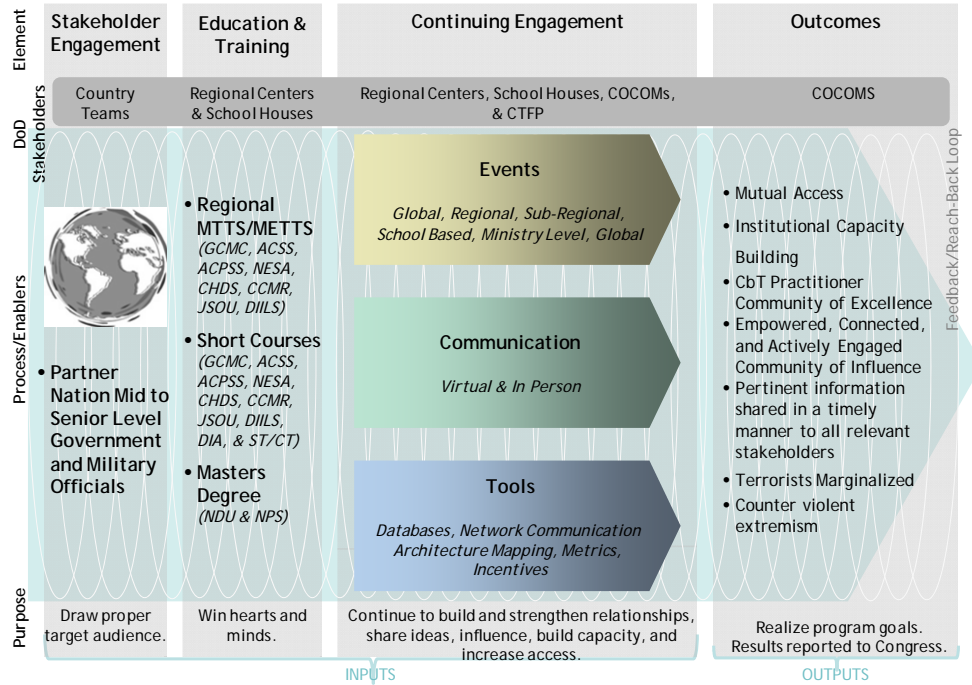 Element
Stakeholder
Engagement
Education &
Training
Continuing Engagement
Outcomes
DoD
Stakeholders
Country
Teams
Regional Centers
& School Houses
Regional Centers, School Houses, COCOMs,
& CTFP
COCOMS
Process/Enablers
• Partner
Nation Mid to
Senior Level
Government
and Military
Officials
• Regional
MTTS/METTS
(GCMC, ACSS,
ACPSS, NESA,
CHDS, CCMR,
JSOU, DIILS)
• Short Courses
(GCMC, ACSS,
ACPSS, NESA,
CHDS, CCMR,
JSOU, DIILS,
DIA, & ST/CT)
• Masters
Degree
(NDU & NPS)
Events
Global, Regional, Sub-Regional,
School Based, Ministry Level, Global
Communication
Virtual & In Person
Tools
Databases, Network Communication
Architecture Mapping, Metrics,
Incentives
• Mutual Access
• Institutional Capacity
Building
• CbT Practitioner
Community of Excellence
• Empowered, Connected,
and Actively Engaged
Community of Influence
• Pertinent information
shared in a timely
manner to all relevant
stakeholders
• Terrorists Marginalized
• Counter violent
extremism
Feedback/Reach-Back Loop
Purpose
Draw proper
target audience.
Win hearts and
minds.
Continue to build and strengthen relationships,
share ideas, influence, build capacity, and
increase access.
Realize program goals.
Results reported to Congress.
INPUTS
OUTPUTS